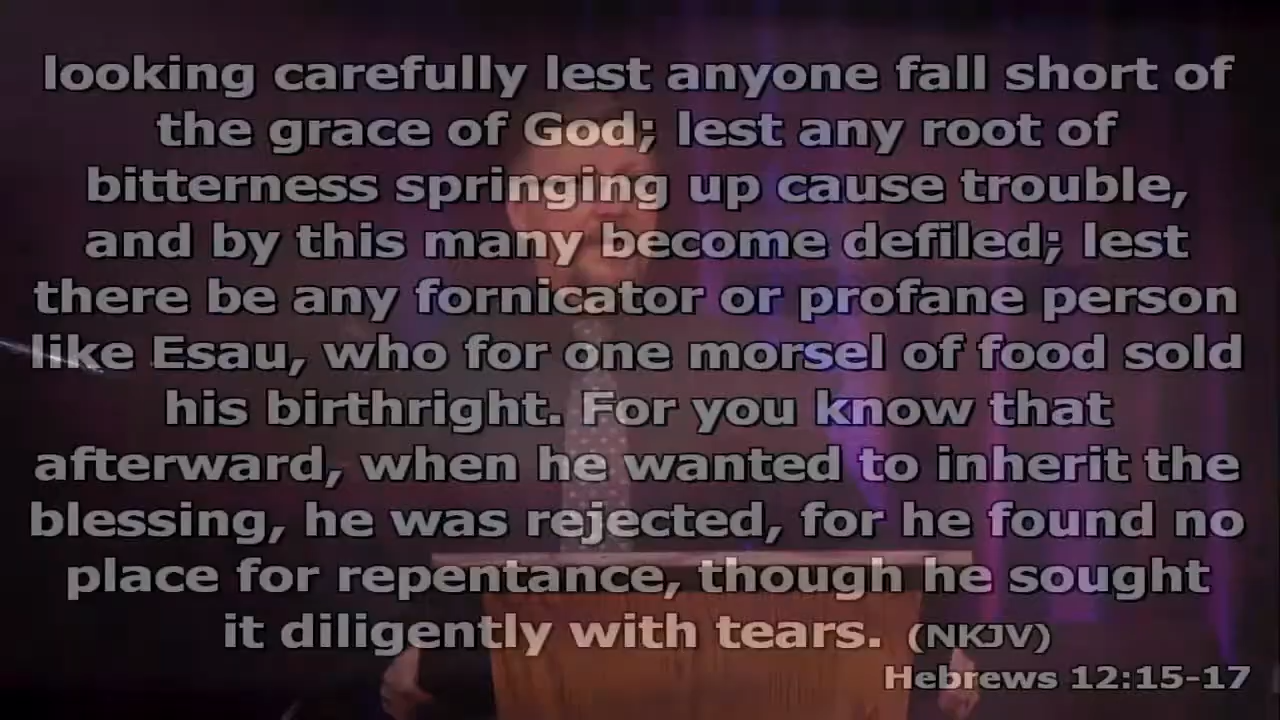 looking carefully lest anyone fall short of
the grace of God; lest any root of
bitterness springing up cause trouble,
and by this many become defiled; lest
there be any fornicator or profane person
like Esau, who for one morsel of food sold
his birthright. For you know that
afterward, when he wanted to inherit the
blessing, he was rejected, for he found no
place for repentance, though he sought
it diligently with tears. (NKJV)
Hebrews 12:15-17